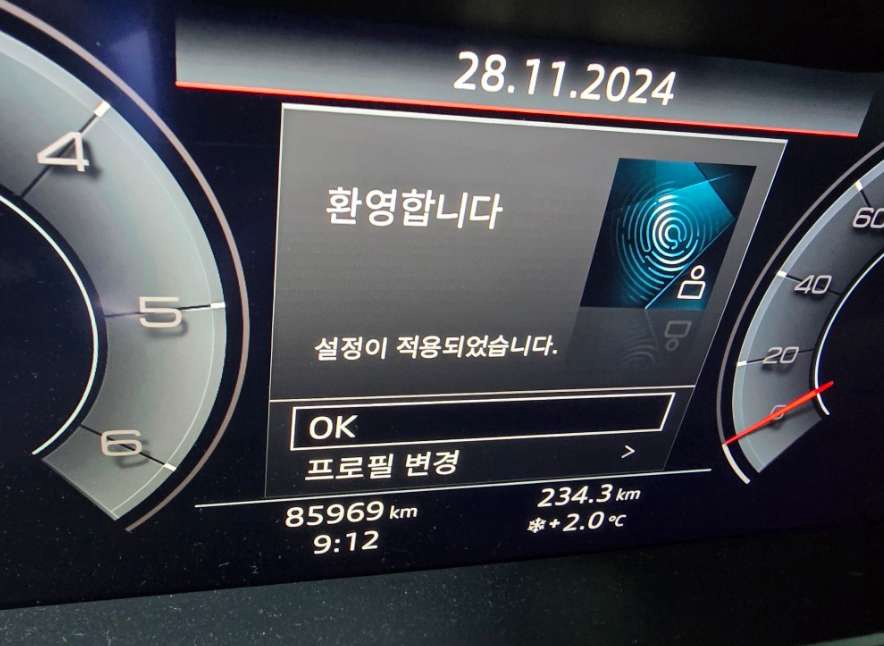 28.11.2024
환영합니다
설정이 적용되었습니다.
OK
프로필 변경 >
85969 km
234.3 km
9:12
+2.0 °C
4
5
6
60
40
20
0